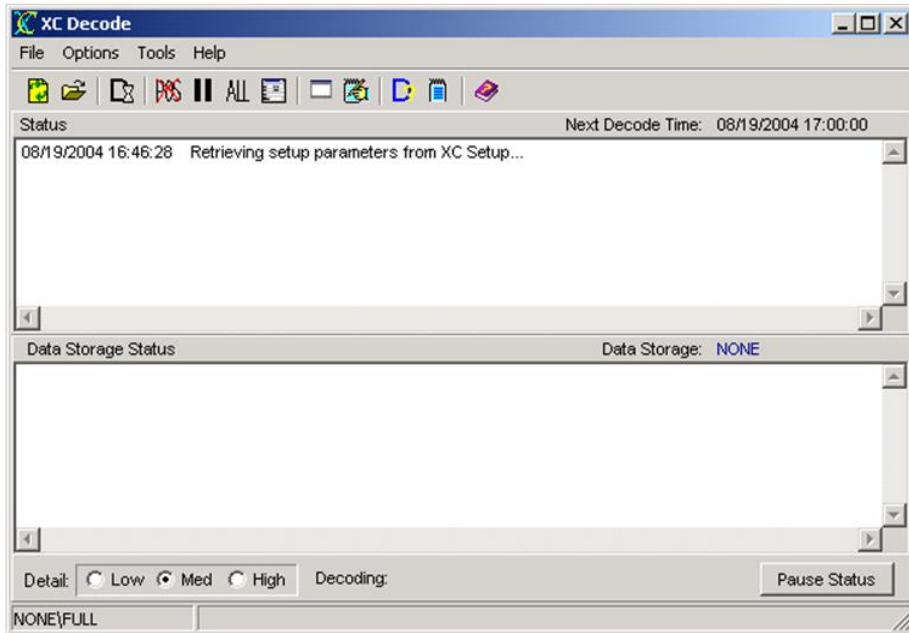 XC Decode
File Options Tools Help
ALL
Status Next Decode Time: 08/19/2004 17:00:00
08/19/2004 16:46:28 Retrieving setup parameters from XC Setup...
Data Storage Status Data Storage: NONE
Detail: Low Med High Decoding: Pause Status
NONE\FULL